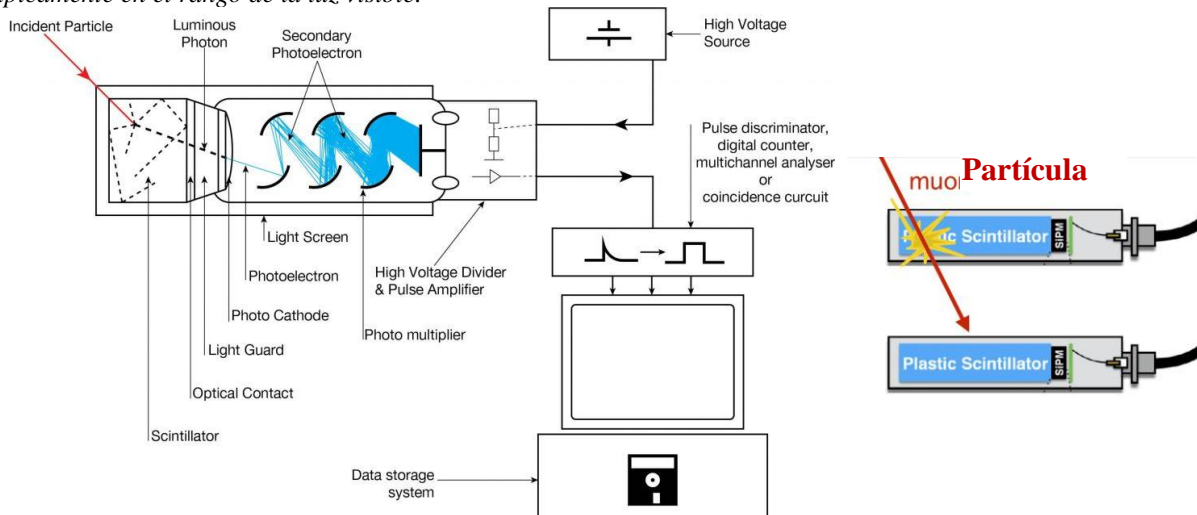 Incident Particle
Luminous
Photon
Secondary
Photoelectron
High Voltage
Source
Pulse discriminator,
digital counter,
multichannel analyser
or
coincidence curcuit
Light Screen
Photoelectron
High Voltage Divider
& Pulse Amplifier
Photo Cathode
Photo multiplier
Light Guard
Optical Contact
Scintillator
Data storage
system
Partícula
Scintillator
SiPM
Plastic Scintillator
SiPM